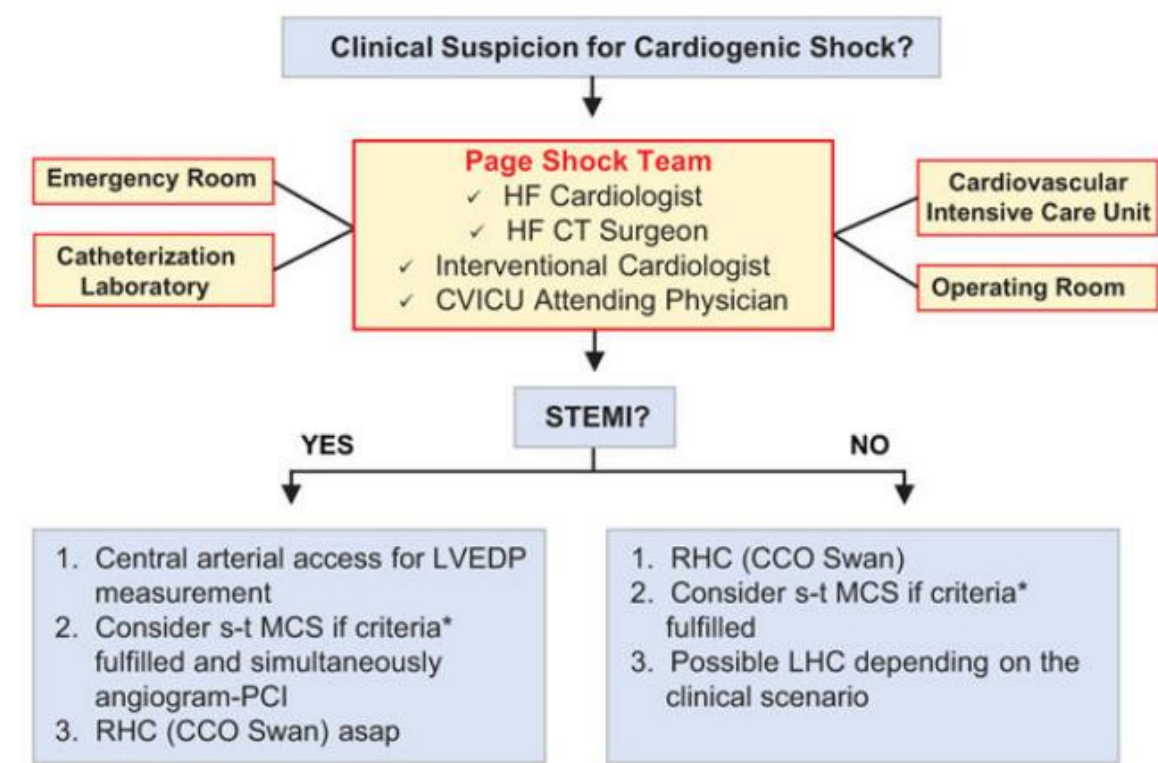 Clinical Suspicion for Cardiogenic Shock?
Emergency Room
Catheterization
Laboratory
Page Shock Team
✓ HF Cardiologist
✓ HF CT Surgeon
✓ Interventional Cardiologist
✓ CVICU Attending Physician
Cardiovascular
Intensive Care Unit
Operating Room
STEMI?
YES
NO
1. Central arterial access for LVEDP
measurement
2. Consider s-t MCS if criteria*
fulfilled and simultaneously
angiogram-PCI
3. RHC (CCO Swan) asap
1. RHC (CCO Swan)
2. Consider s-t MCS if criteria*
fulfilled
3. Possible LHC depending on the
clinical scenario